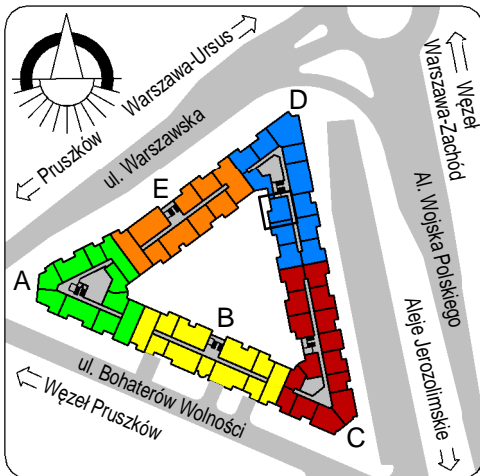 Warszawa-Ursus
Pruszków
ul. Warszawska
Węzeł
Warszawa-Zachód
Al. Wojska Polskiego
Aleje Jerozolimskie
D
E
A
B
C
ul. Bohaterów Wolności
Węzeł Pruszków